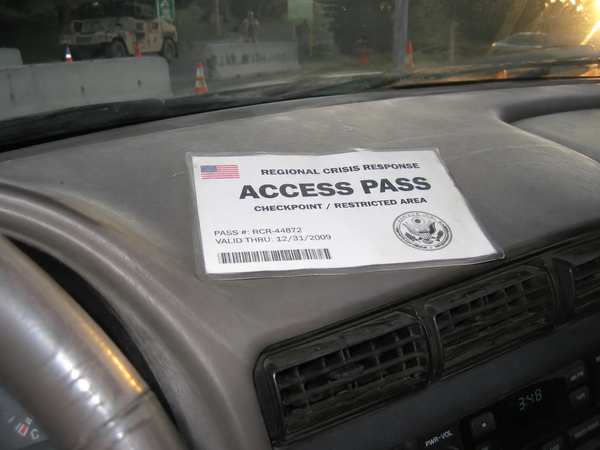 REGIONAL CRISIS RESPONSE
ACCESS PASS
CHECKPOINT / RESTRICTED AREA
PASS #: RCR-44872
VALID THRU: 12/31/2009
3:48
PWR•VOL